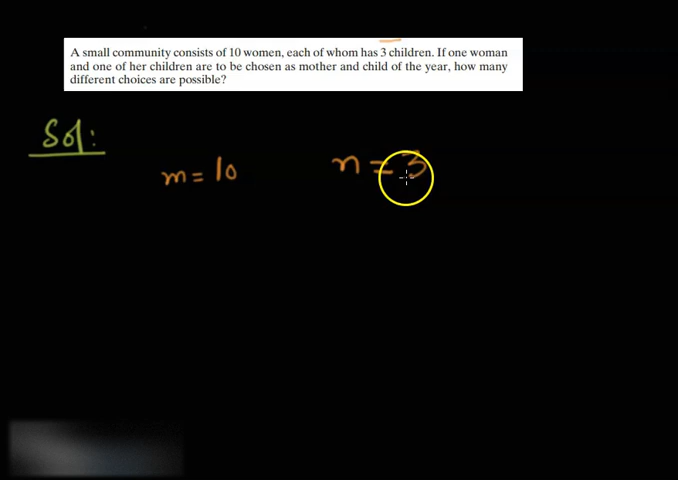 A small community consists of 10 women, each of whom has 3 children. If one woman
and one of her children are to be chosen as mother and child of the year, how many
different choices are possible?
Sol:
m = 10 n = 3